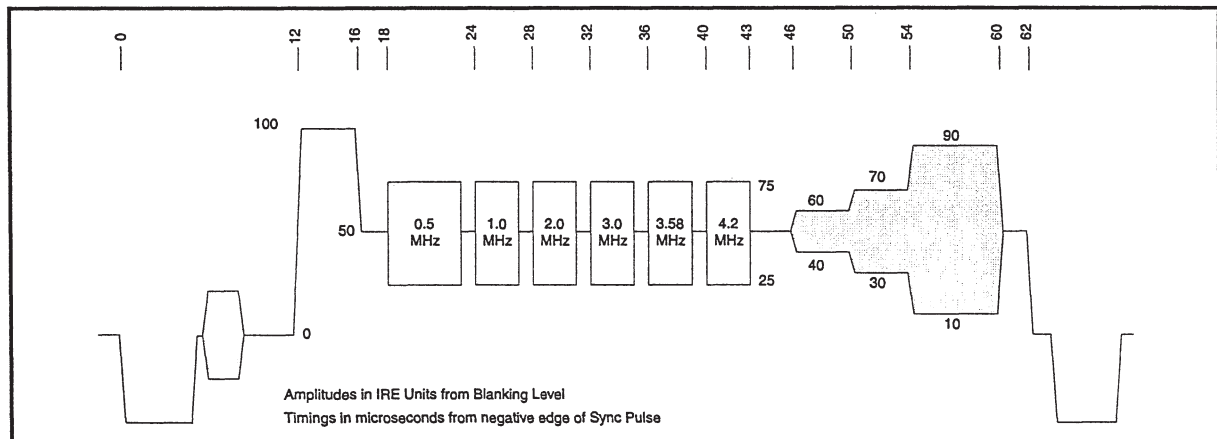 0 12 16 18 24 28 32 36 40 43 46 50 54 60 62
100
90
75
70
60
50
0.5 MHz
1.0 MHz
2.0 MHz
3.0 MHz
3.58 MHz
4.2 MHz
40
30
25
10
0
Amplitudes in IRE Units from Blanking Level
Timings in microseconds from negative edge of Sync Pulse